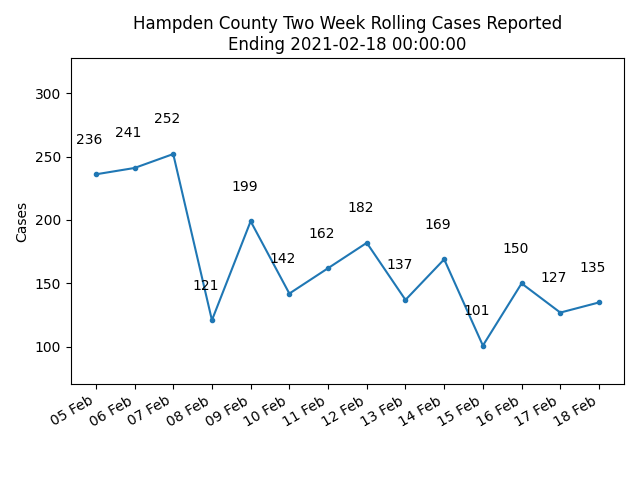 Hampden County Two Week Rolling Cases Reported
Ending 2021-02-18 00:00:00
Cases
300
250
200
150
100
236
241
252
121
199
142
162
182
137
169
101
150
127
135
05 Feb
06 Feb
07 Feb
08 Feb
09 Feb
10 Feb
11 Feb
12 Feb
13 Feb
14 Feb
15 Feb
16 Feb
17 Feb
18 Feb